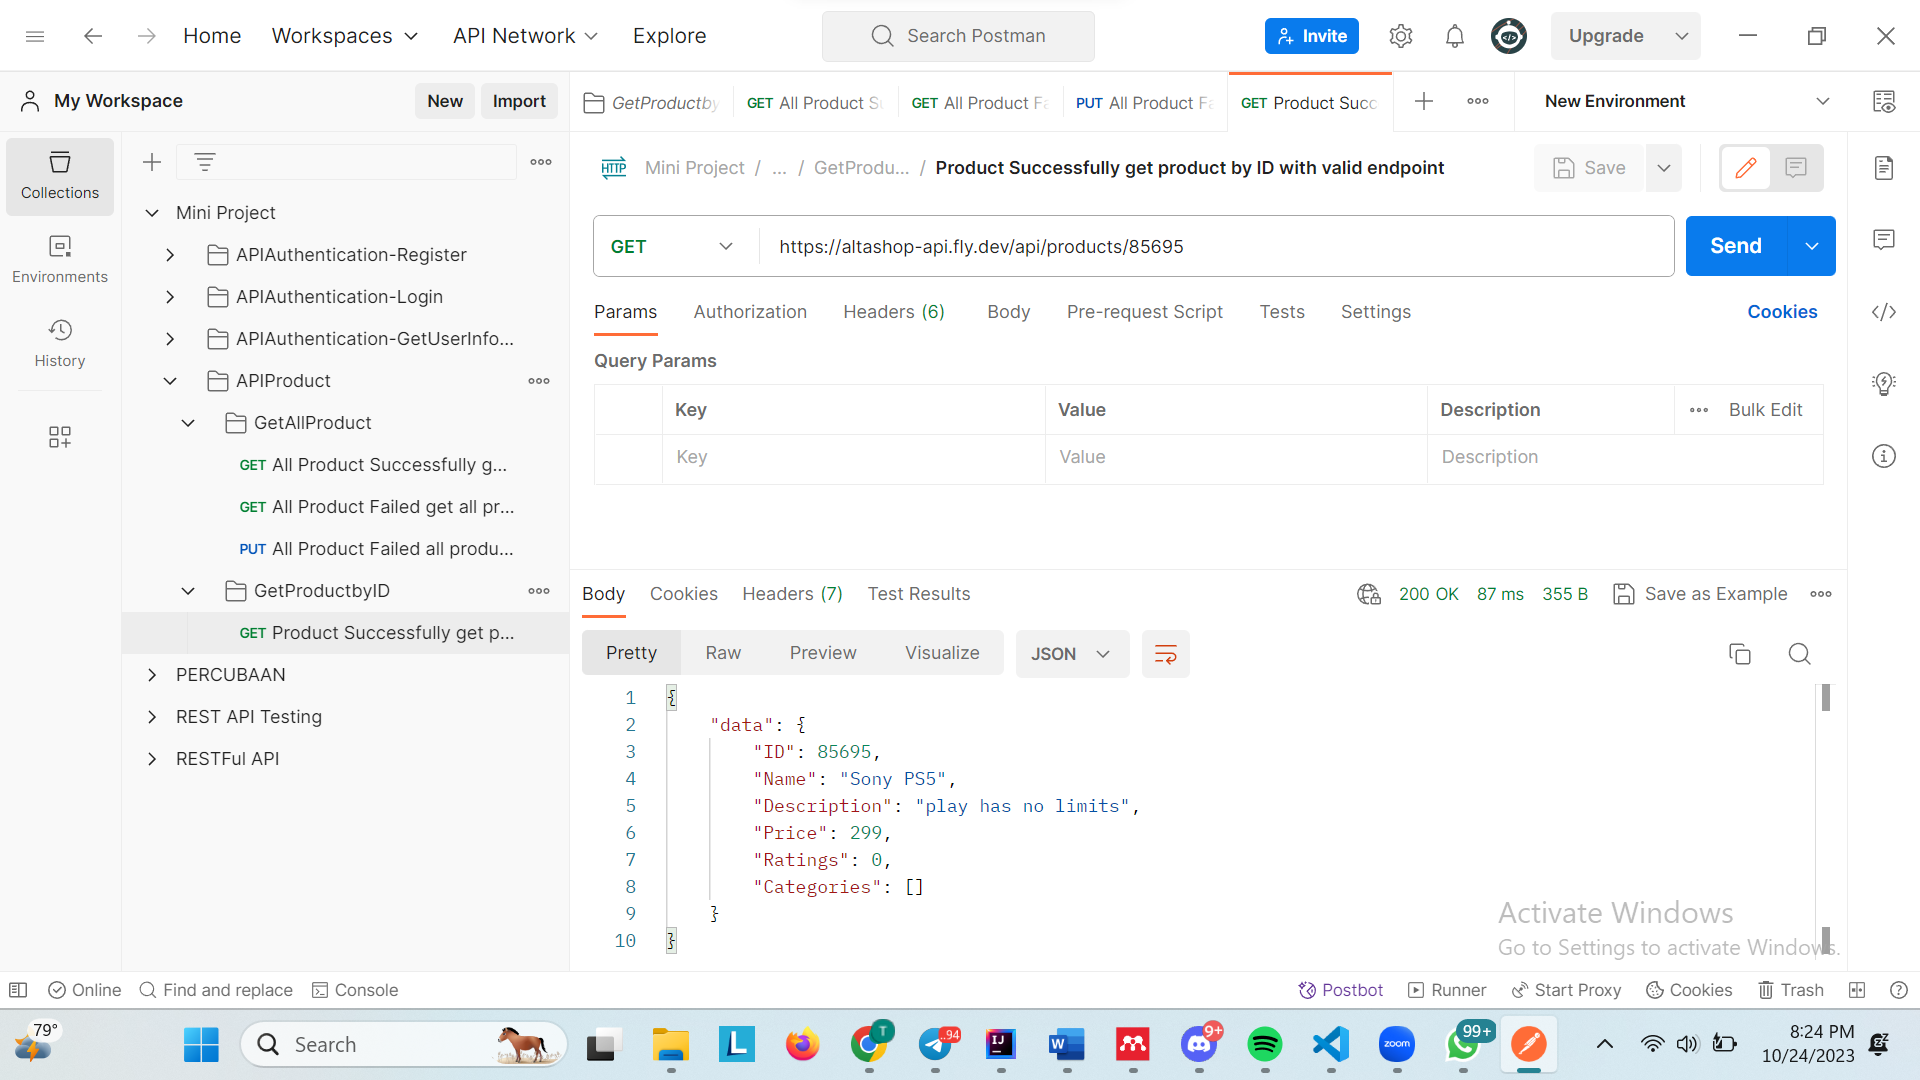 Home
Workspaces
API Network
Explore
Search Postman
Invite
Upgrade
My Workspace
New
Import
GetProductby
GET All Product Su
GET All Product Fa
PUT All Product Fa
GET Product Succ
New Environment
Collections
Environments
History
Mini Project
APIAuthentication-Register
APIAuthentication-Login
APIAuthentication-GetUserInfo...
APIProduct
GetAllProduct
GET All Product Successfully g...
GET All Product Failed get all pr...
PUT All Product Failed all produ...
GetProductbyID
GET Product Successfully get p...
PERCUBAAN
REST API Testing
RESTFul API
HTTP Mini Project / ... / GetProdu... / Product Successfully get product by ID with valid endpoint
Save
GET
https://altashop-api.fly.dev/api/products/85695
Send
Params
Authorization
Headers (6)
Body
Pre-request Script
Tests
Settings
Cookies
Query Params
Key
Value
Description
Bulk Edit
Key
Value
Description
Body
Cookies
Headers (7)
Test Results
200 OK
87 ms
355 B
Save as Example
Pretty
Raw
Preview
Visualize
JSON
1 {
2 "data": {
3 "ID": 85695,
4 "Name": "Sony PS5",
5 "Description": "play has no limits",
6 "Price": 299,
7 "Ratings": 0,
8 "Categories": []
9 }
10 }
Activate Windows
Go to Settings to activate Windows.
Online
Find and replace
Console
Postbot
Runner
Start Proxy
Cookies
Trash
79°
Search
L
T
..94
IJ
W
9+
zoom
99+
8:24 PM
10/24/2023